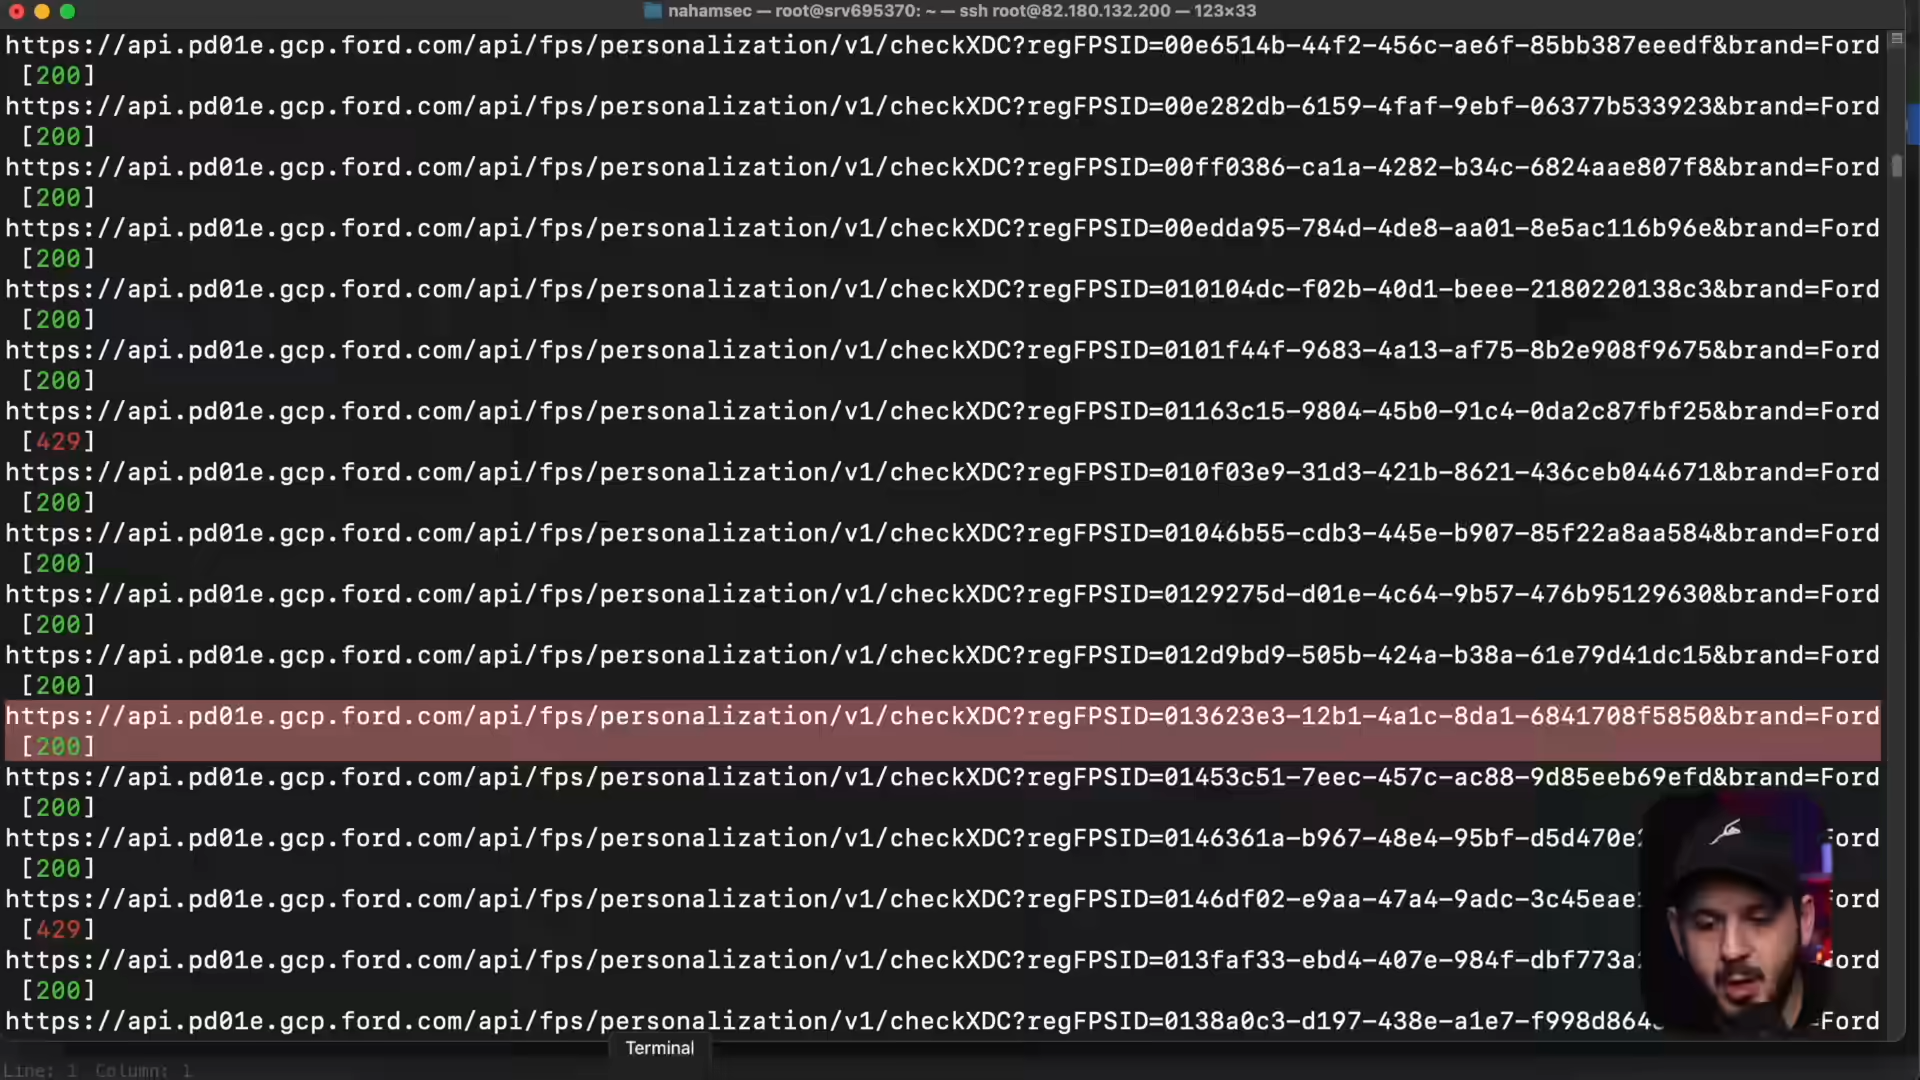 nahamsec — root@srv695370: ~ — ssh root@82.180.132.200 — 123×33
https://api.pd01e.gcp.ford.com/api/fps/personalization/v1/checkXDC?regFPSID=00e6514b-44f2-456c-ae6f-85bb387eeedf&brand=Ford
[200]
https://api.pd01e.gcp.ford.com/api/fps/personalization/v1/checkXDC?regFPSID=00e282db-6159-4faf-9ebf-06377b533923&brand=Ford
[200]
https://api.pd01e.gcp.ford.com/api/fps/personalization/v1/checkXDC?regFPSID=00ff0386-ca1a-4282-b34c-6824aae807f8&brand=Ford
[200]
https://api.pd01e.gcp.ford.com/api/fps/personalization/v1/checkXDC?regFPSID=00edda95-784d-4de8-aa01-8e5ac116b96e&brand=Ford
[200]
https://api.pd01e.gcp.ford.com/api/fps/personalization/v1/checkXDC?regFPSID=010104dc-f02b-40d1-beee-2180220138c3&brand=Ford
[200]
https://api.pd01e.gcp.ford.com/api/fps/personalization/v1/checkXDC?regFPSID=0101f44f-9683-4a13-af75-8b2e908f9675&brand=Ford
[200]
https://api.pd01e.gcp.ford.com/api/fps/personalization/v1/checkXDC?regFPSID=01163c15-9804-45b0-91c4-0da2c87fbf25&brand=Ford
[429]
https://api.pd01e.gcp.ford.com/api/fps/personalization/v1/checkXDC?regFPSID=010f03e9-31d3-421b-8621-436ceb044671&brand=Ford
[200]
https://api.pd01e.gcp.ford.com/api/fps/personalization/v1/checkXDC?regFPSID=01046b55-cdb3-445e-b907-85f22a8aa584&brand=Ford
[200]
https://api.pd01e.gcp.ford.com/api/fps/personalization/v1/checkXDC?regFPSID=0129275d-d01e-4c64-9b57-476b95129630&brand=Ford
[200]
https://api.pd01e.gcp.ford.com/api/fps/personalization/v1/checkXDC?regFPSID=012d9bd9-505b-424a-b38a-61e79d41dc15&brand=Ford
[200]
https://api.pd01e.gcp.ford.com/api/fps/personalization/v1/checkXDC?regFPSID=013623e3-12b1-4a1c-8da1-6841708f5850&brand=Ford
[200]
https://api.pd01e.gcp.ford.com/api/fps/personalization/v1/checkXDC?regFPSID=01453c51-7eec-457c-ac88-9d85eeb69efd&brand=Ford
[200]
https://api.pd01e.gcp.ford.com/api/fps/personalization/v1/checkXDC?regFPSID=0146361a-b967-48e4-95bf-d5d470e Ford
[200]
https://api.pd01e.gcp.ford.com/api/fps/personalization/v1/checkXDC?regFPSID=0146df02-e9aa-47a4-9adc-3c45eae ord
[429]
https://api.pd01e.gcp.ford.com/api/fps/personalization/v1/checkXDC?regFPSID=013faf33-ebd4-407e-984f-dbf773a ord
[200]
https://api.pd01e.gcp.ford.com/api/fps/personalization/v1/checkXDC?regFPSID=0138a0c3-d197-438e-a1e7-f998d864 =Ford
Terminal
Line: 1 Column: 1